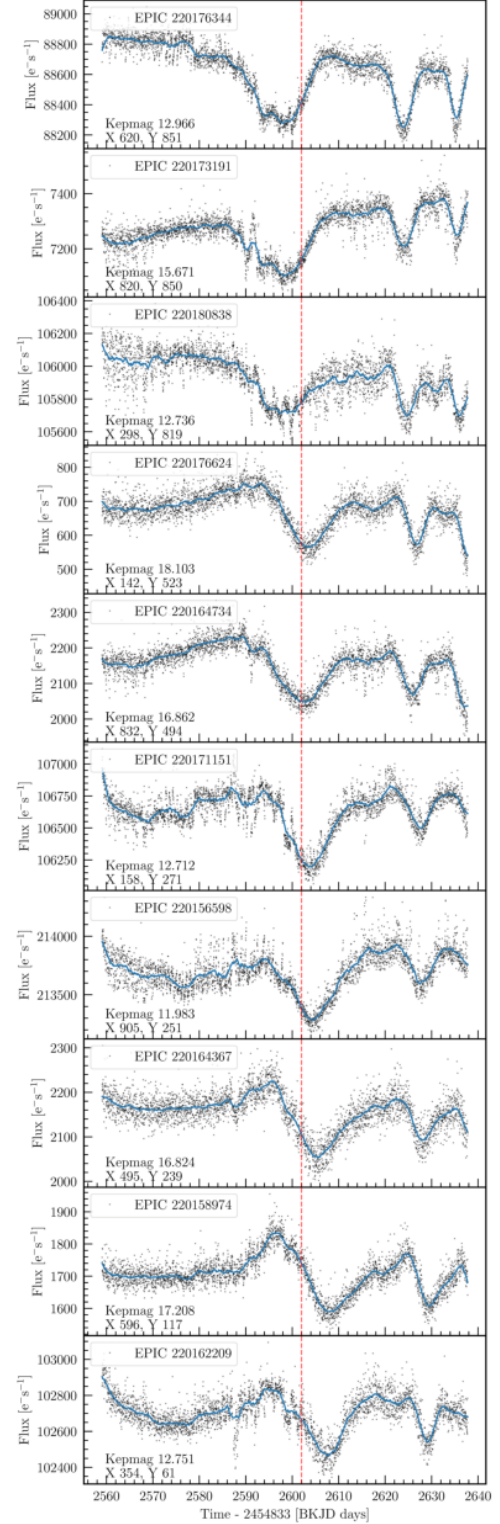 89000
EPIC 220176344
88800
88600
88400
88200
Flux [e⁻s⁻¹]
Kepmag 12.966
X 620, Y 851
EPIC 220173191
7400
7200
Flux [e⁻s⁻¹]
Kepmag 15.671
X 820, Y 850
106400
EPIC 220180838
106200
106000
105800
105600
Flux [e⁻s⁻¹]
Kepmag 12.736
X 298, Y 819
EPIC 220176624
800
700
600
500
Flux [e⁻s⁻¹]
Kepmag 18.103
X 142, Y 523
2300
EPIC 220164734
2200
2100
2000
Flux [e⁻s⁻¹]
Kepmag 16.862
X 832, Y 494
107000
EPIC 220171151
106750
106500
106250
Flux [e⁻s⁻¹]
Kepmag 12.712
X 158, Y 271
EPIC 220156598
214000
213500
Flux [e⁻s⁻¹]
Kepmag 11.983
X 905, Y 251
2300
EPIC 220164367
2200
2100
2000
Flux [e⁻s⁻¹]
Kepmag 16.824
X 495, Y 239
1900
EPIC 220158974
1800
1700
1600
Flux [e⁻s⁻¹]
Kepmag 17.208
X 596, Y 117
103000
EPIC 220162209
102800
102600
102400
Flux [e⁻s⁻¹]
Kepmag 12.751
X 354, Y 61
2560 2570 2580 2590 2600 2610 2620 2630 2640
Time - 2454833 [BKJD days]